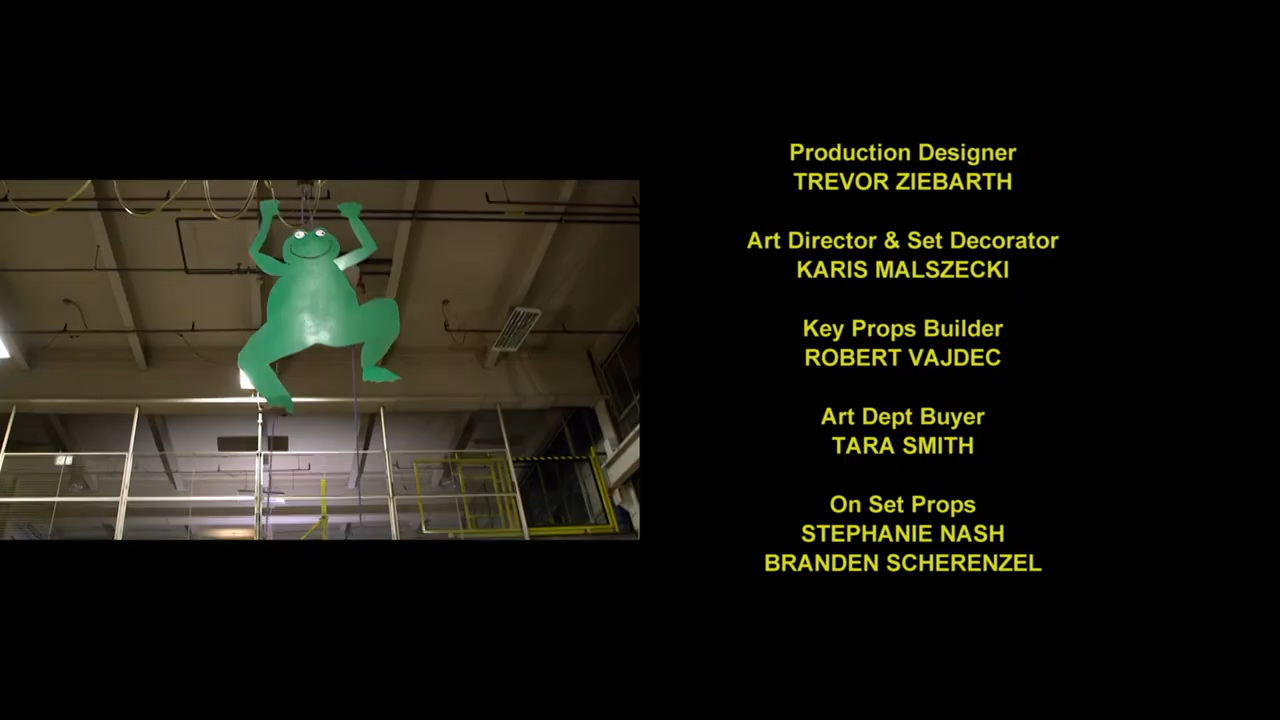 Production Designer
TREVOR ZIEBARTH
Art Director & Set Decorator
KARIS MALSZECKI
Key Props Builder
ROBERT VAJDEC
Art Dept Buyer
TARA SMITH
On Set Props
STEPHANIE NASH
BRANDEN SCHERENZEL